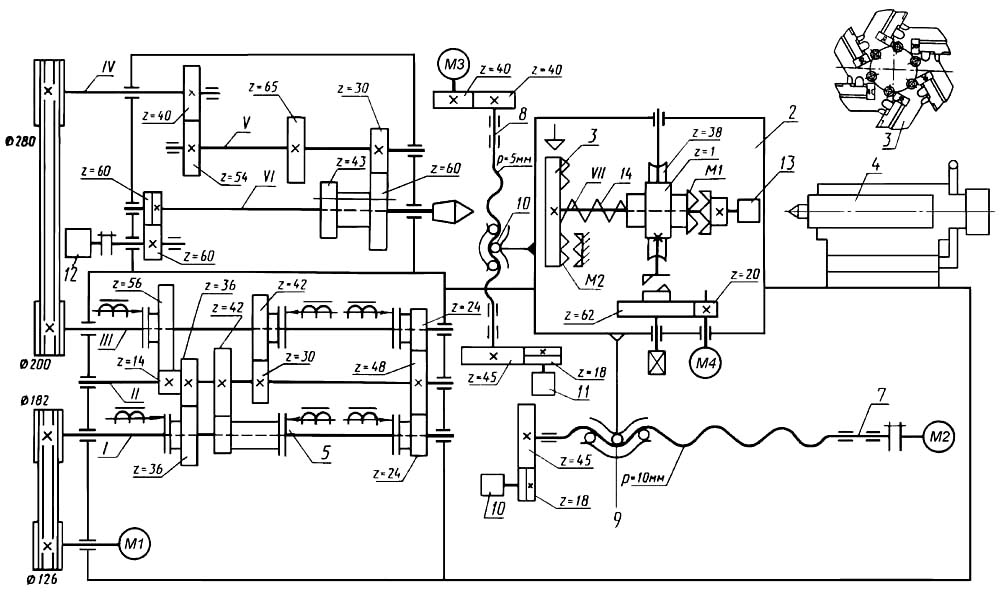 IV
M3
z=40
z=40
z=65
z=30
8
2
3
4
3
z=38
z=1
M1
13
z=40
V
p=5мм
Ø280
VII
14
z=60
z=54
z=43
z=60
VI
10
12
z=60
M2
z=20
z=56
z=36
z=42
z=42
z=24
z=62
III
Ø200
z=14
z=30
z=48
z=45
z=18
M4
II
11
Ø182
7
M2
I
z=36
5
z=24
z=45
p=10мм
10
z=18
9
M1
Ø126